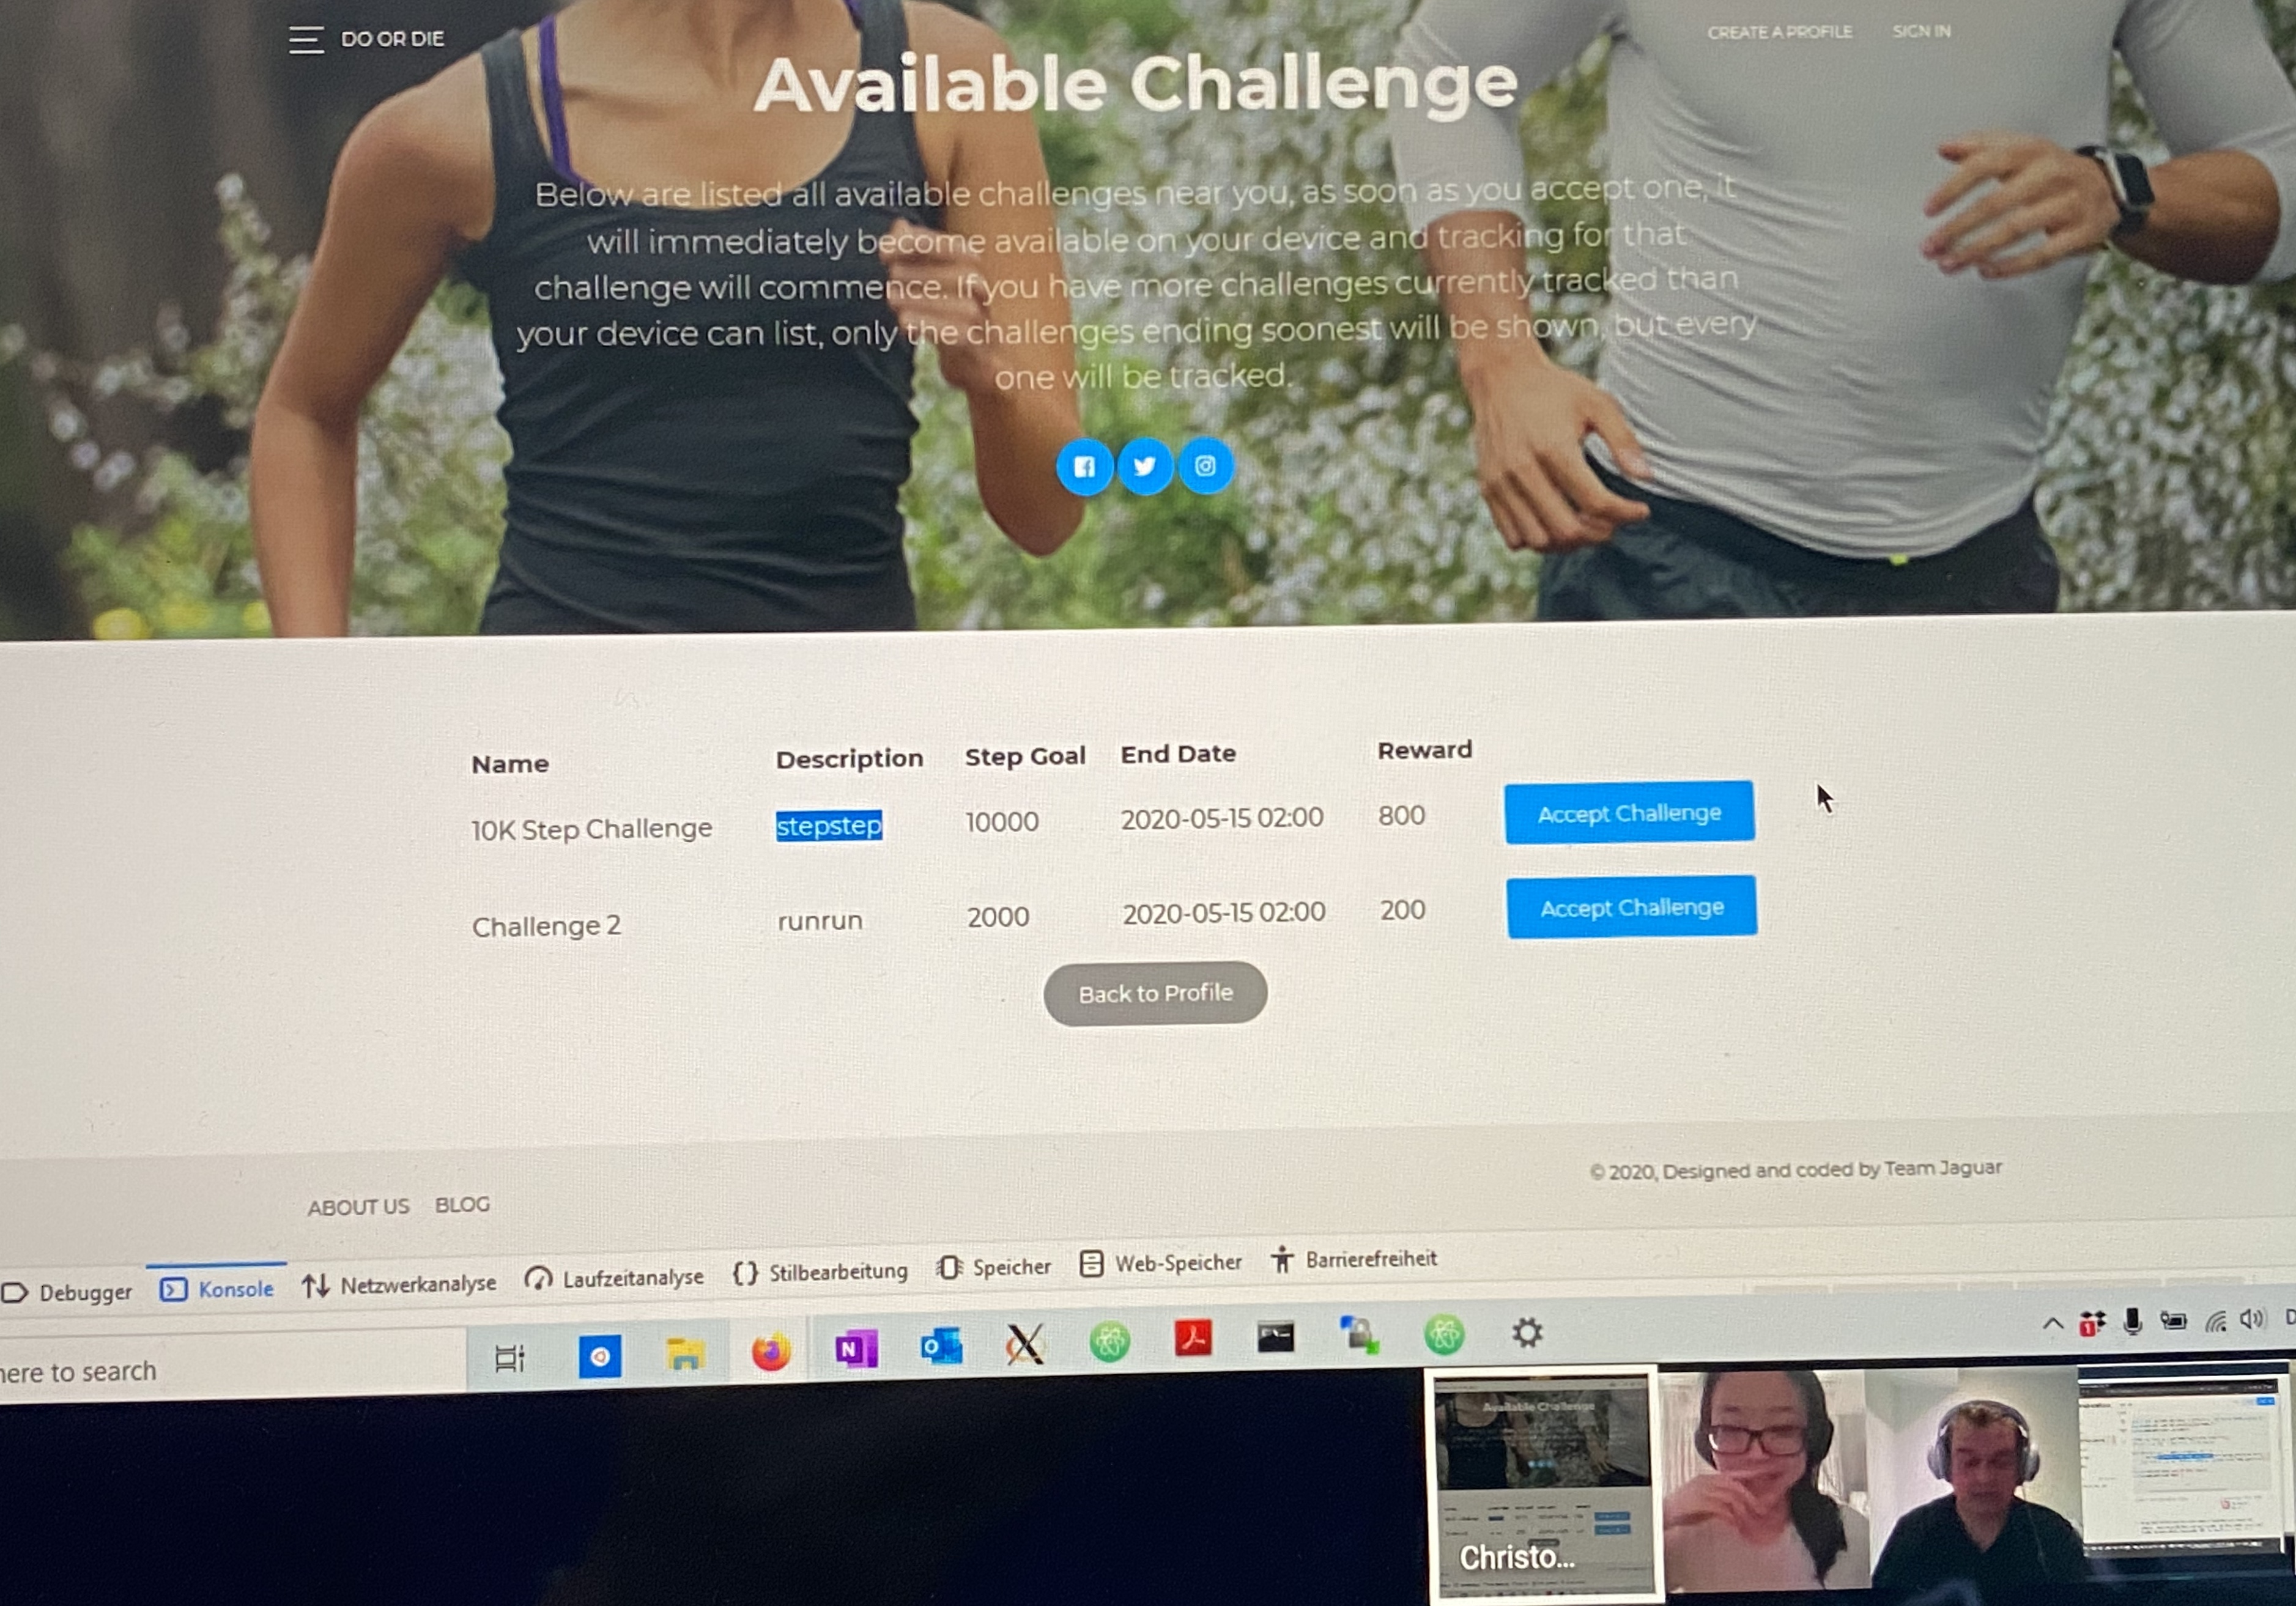 DO OR DIE
CREATE A PROFILE SIGN IN
Available Challenge
Below are listed all available challenges near you, as soon as you accept one, it
will immediately become available on your device and tracking for that
challenge will commence. If you have more challenges currently tracked than
your device can list, only the challenges ending soonest will be shown, but every
one will be tracked.
Name Description Step Goal End Date Reward
10K Step Challenge stepstep 10000 2020-05-15 02:00 800 Accept Challenge
Challenge 2 runrun 2000 2020-05-15 02:00 200 Accept Challenge
Back to Profile
© 2020, Designed and coded by Team Jaguar
ABOUT US BLOG
Debugger Konsole Netzwerkanalyse Laufzeitanalyse {} Stilbearbeitung Speicher Web-Speicher Barrierefreiheit
here to search
N
O
1
D
Available Challenge
Christo...